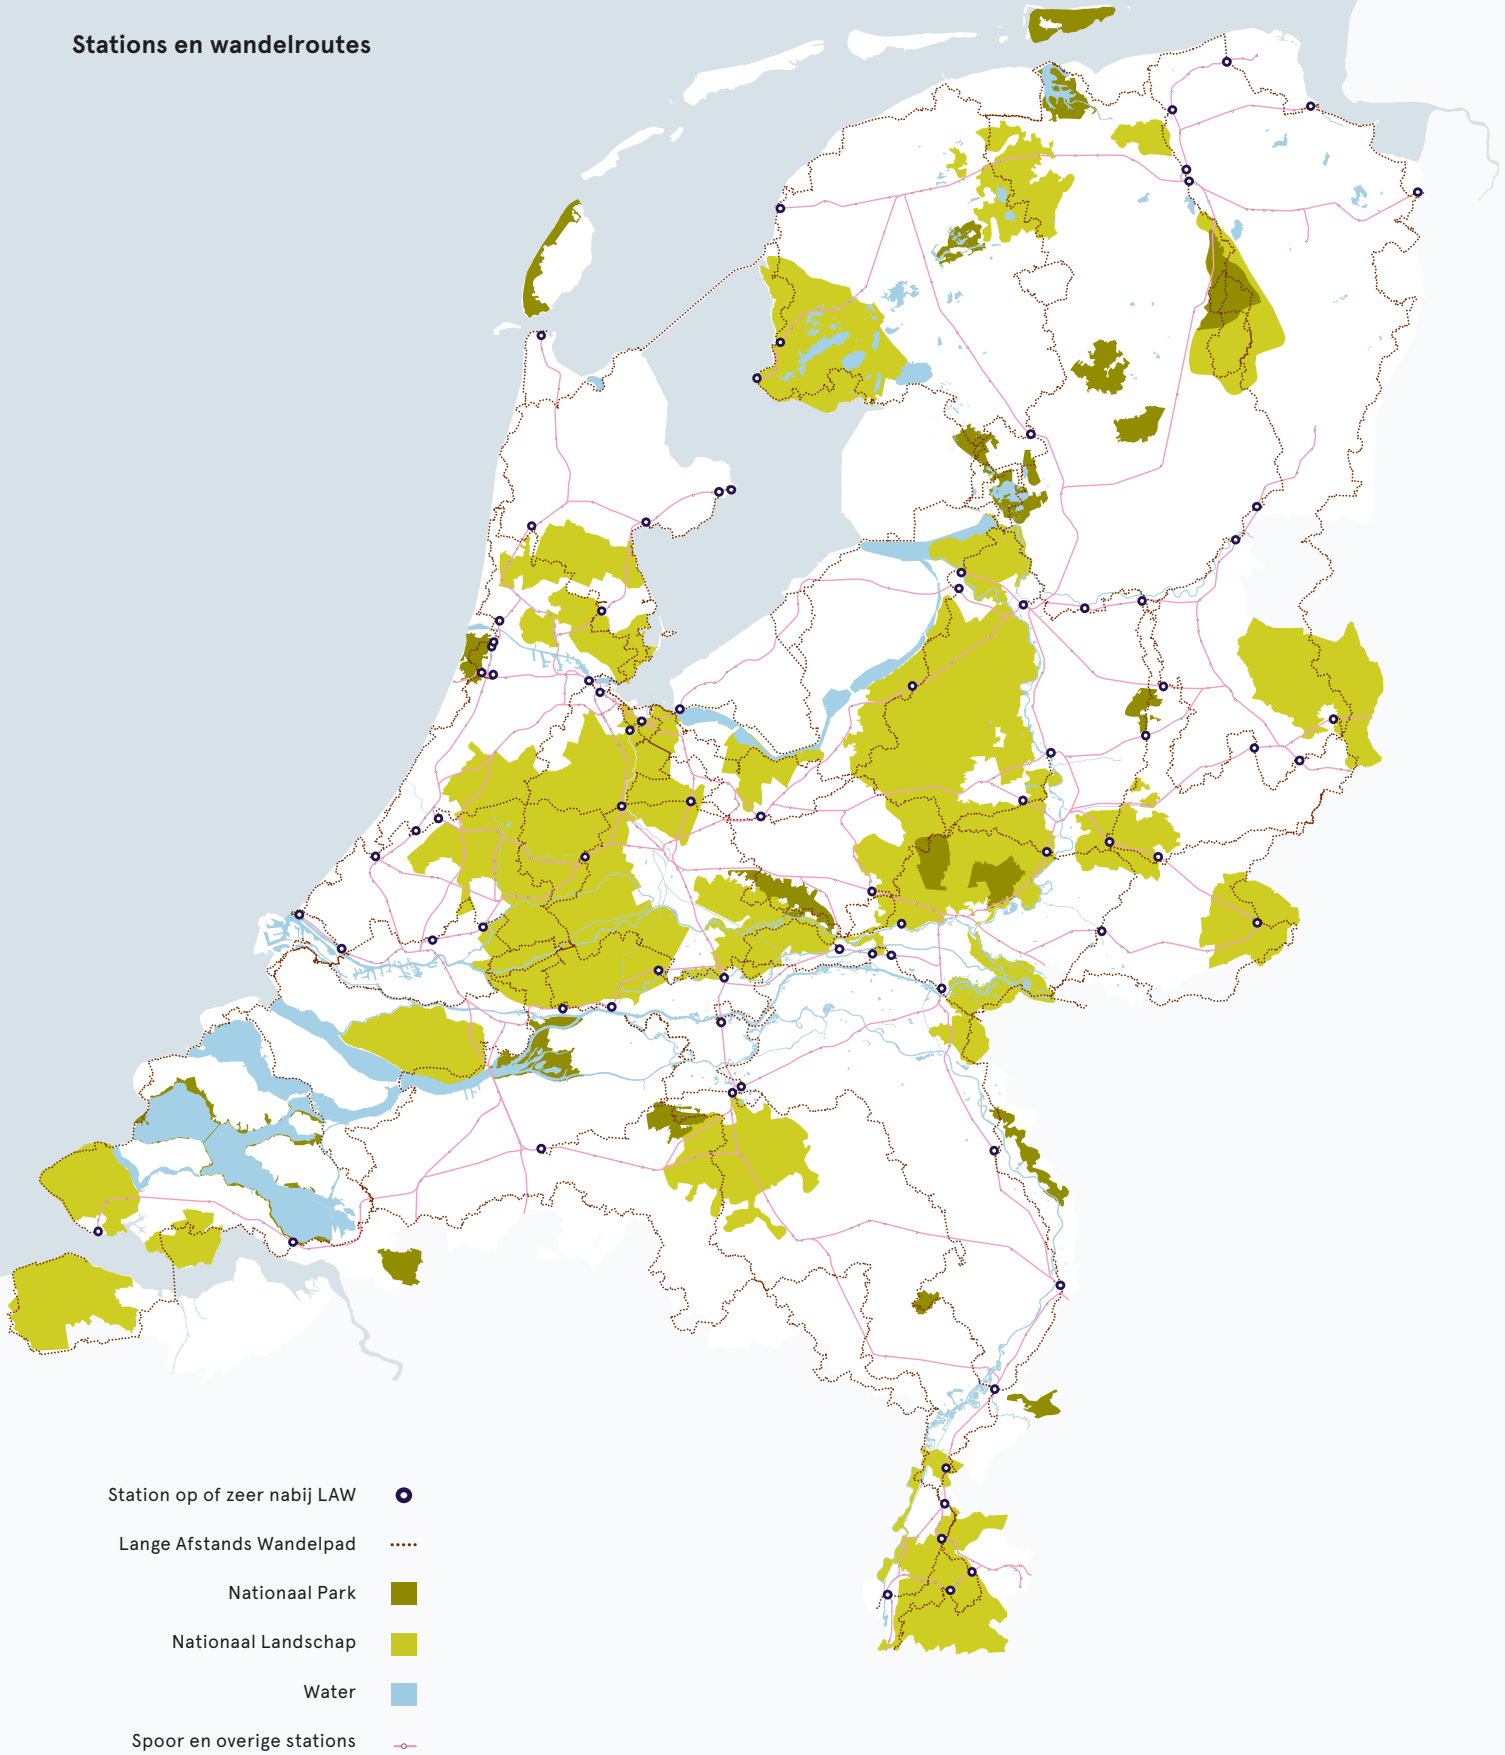 Stations en wandelroutes
Station op of zeer nabij LAW
Lange Afstands Wandelpad
Nationaal Park
Nationaal Landschap
Water
Spoor en overige stations